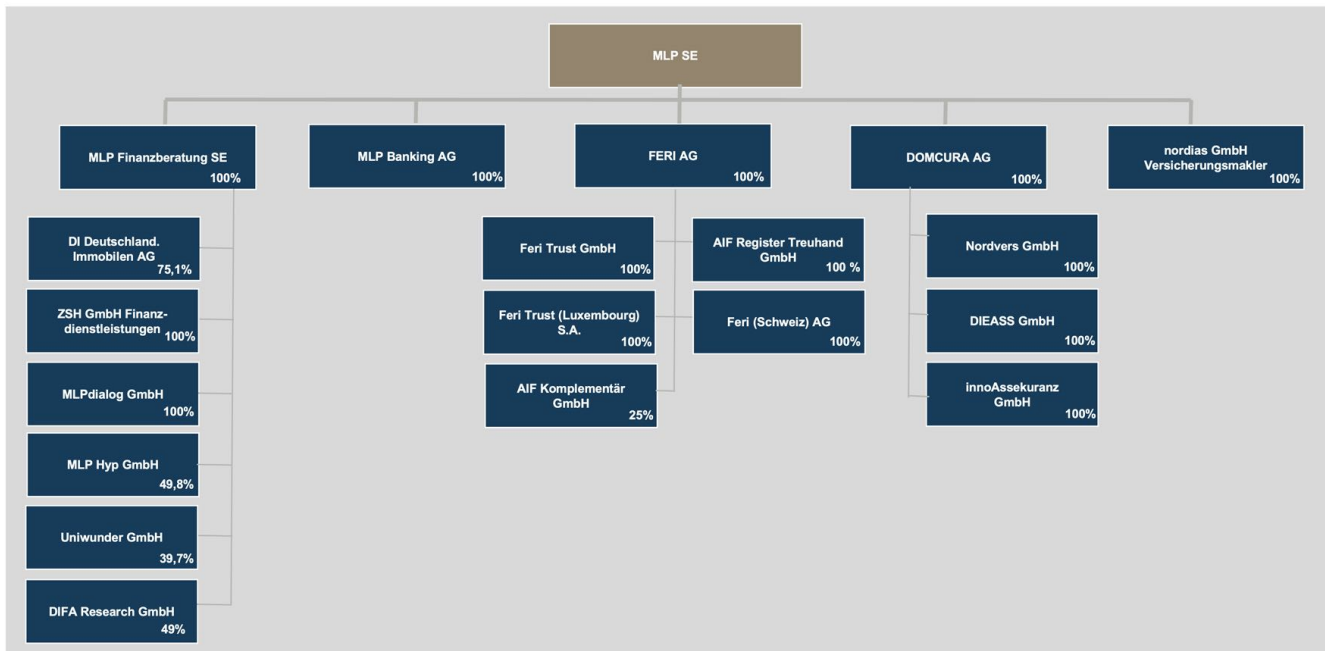 MLP SE
MLP Finanzberatung SE
100%
MLP Banking AG
100%
FERI AG
100%
DOMCURA AG
100%
nordias GmbH
Versicherungsmakler
100%
DI Deutschland.
Immobilen AG
75,1%
ZSH GmbH Finanz-
dienstleistungen
100%
MLPdialog GmbH
100%
MLP Hyp GmbH
49,8%
Uniwunder GmbH
39,7%
DIFA Research GmbH
49%
Feri Trust GmbH
100%
AIF Register Treuhand
GmbH
100 %
Feri Trust (Luxembourg)
S.A.
100%
Feri (Schweiz) AG
100%
AIF Komplementär
GmbH
25%
Nordvers GmbH
100%
DIEASS GmbH
100%
innoAssekuranz
GmbH
100%